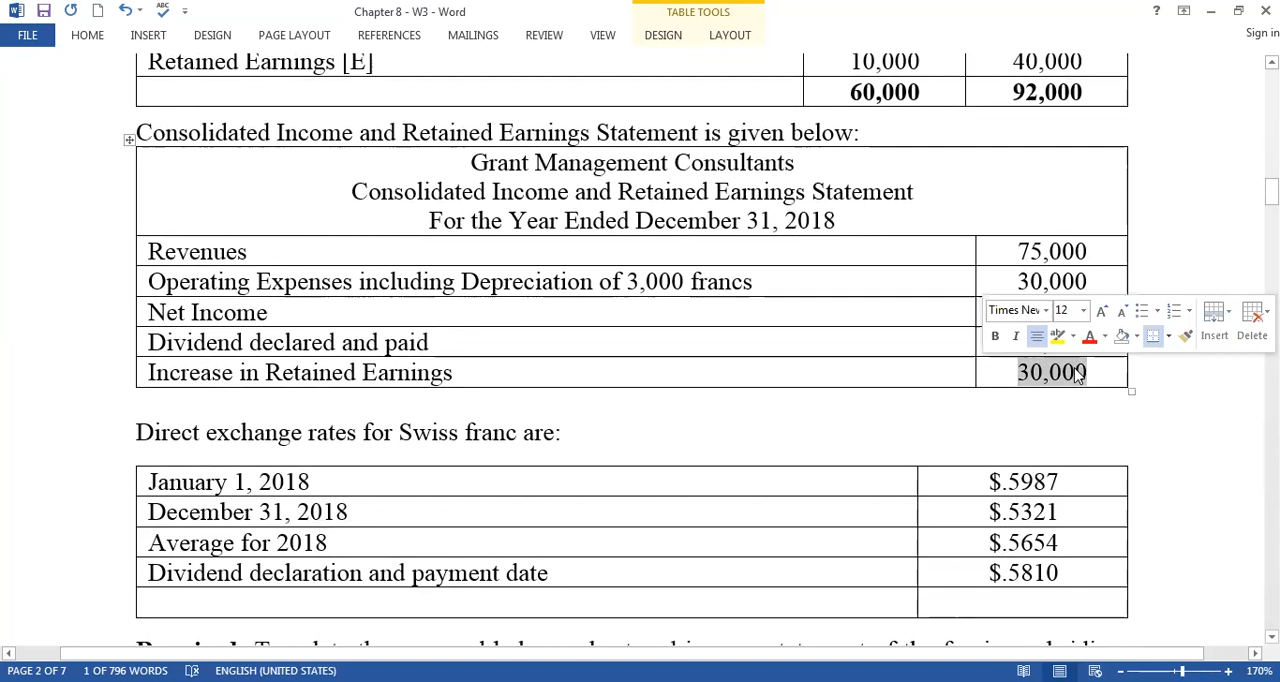 Chapter 8 - W3 - Word
TABLE TOOLS
?
FILE HOME INSERT DESIGN PAGE LAYOUT REFERENCES MAILINGS REVIEW VIEW DESIGN LAYOUT Sign in
Retained Earnings [E] 10,000 40,000
60,000 92,000
Consolidated Income and Retained Earnings Statement is given below:
Grant Management Consultants
Consolidated Income and Retained Earnings Statement
For the Year Ended December 31, 2018
Revenues 75,000
Operating Expenses including Depreciation of 3,000 francs 30,000
Net Income
Times New 12
B I Insert Delete
Dividend declared and paid
Increase in Retained Earnings 30,000
Direct exchange rates for Swiss franc are:
January 1, 2018 $.5987
December 31, 2018 $.5321
Average for 2018 $.5654
Dividend declaration and payment date $.5810
PAGE 2 OF 7 1 OF 796 WORDS ENGLISH (UNITED STATES) 170%